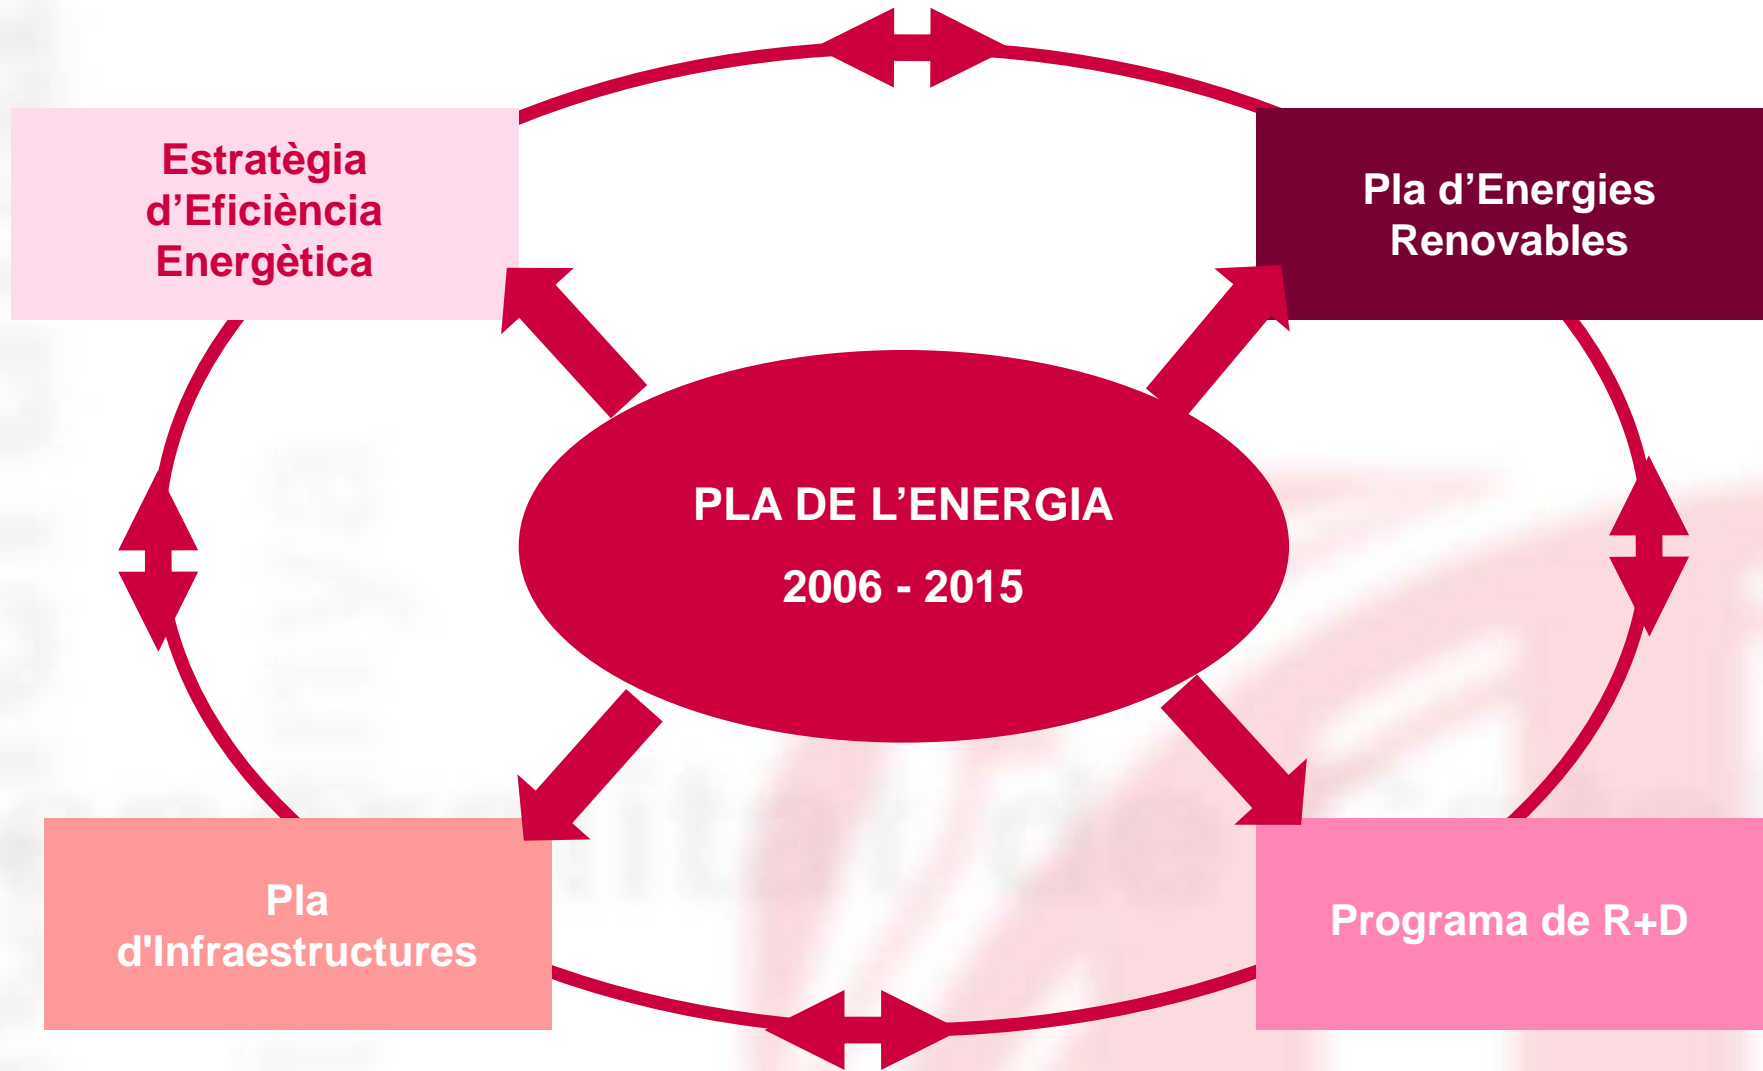 Estratègia
d’Eficiència
Energètica
Pla d’Energies
Renovables
PLA DE L’ENERGIA
2006 - 2015
Pla
d'Infraestructures
Programa de R+D